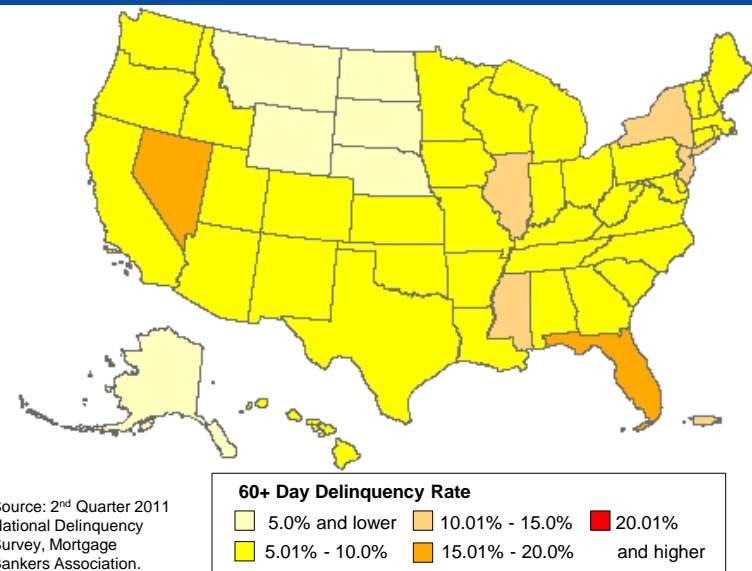 Source: 2nd Quarter 2011
National Delinquency
Survey, Mortgage
Bankers Association.
60+ Day Delinquency Rate
5.0% and lower 10.01% - 15.0% 20.01%
5.01% - 10.0% 15.01% - 20.0% and higher